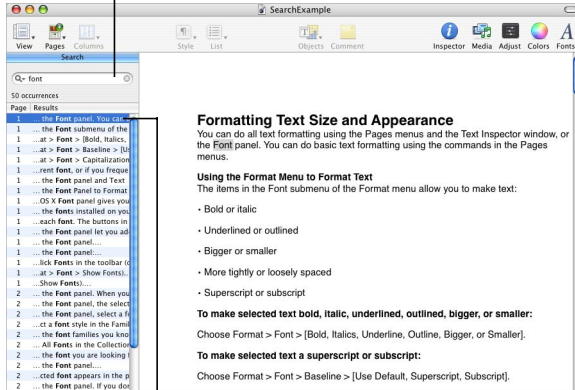 SearchExample
View Pages Columns Style List Objects Comment Inspector Media Adjust Colors Fonts
Search
font
50 occurrences
Page Results
1 ... the Font panel. You can
1 ... the Font submenu of the
1 ...at > Font > [Bold, Italics,
1 ...at > Font > Baseline > [Us
1 ...at > Font > Capitalization
1 ...rent font, or if you freque
1 ... the Font panel and Text
1 ... the Font Panel to Format
1 ...OS X Font panel gives you
1 ... the fonts installed on you
1 ...each font. The buttons in
1 ... the Font panel let you ad
1 ... the Font panel....
1 ... the Font panel:...
1 ...lick Fonts in the toolbar (o
1 ...at > Font > Show Fonts)..
1 ...Show Fonts)....
2 ... the Font panel. When you
2 ... the Font panel, the select
2 ... the Font panel, select a f
2 ...ct a font style in the Famil
2 ... the font families you kno
2 ... All Fonts in the Collection
2 ... the font you are looking
2 ...cted font appears in the p
2 ... the Font panel. If you don
Formatting Text Size and Appearance
You can do all text formatting using the Pages menus and the Text Inspector window, or
the Font panel. You can do basic text formatting using the commands in the Pages
menus.
Using the Format Menu to Format Text
The items in the Font submenu of the Format menu allow you to make text:
• Bold or italic
• Underlined or outlined
• Bigger or smaller
• More tightly or loosely spaced
• Superscript or subscript
To make selected text bold, italic, underlined, outlined, bigger, or smaller:
Choose Format > Font > [Bold, Italics, Underline, Outline, Bigger, or Smaller].
To make selected text a superscript or subscript:
Choose Format > Font > Baseline > [Use Default, Superscript, Subscript].